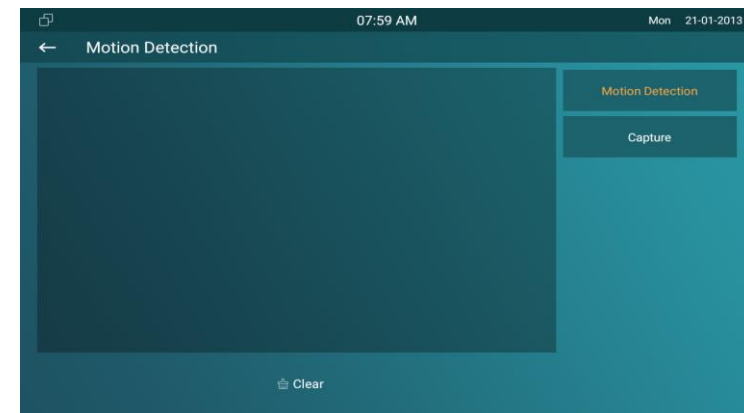 07:59 AM Mon 21-01-2013
Motion Detection
Motion Detection
Capture
Clear